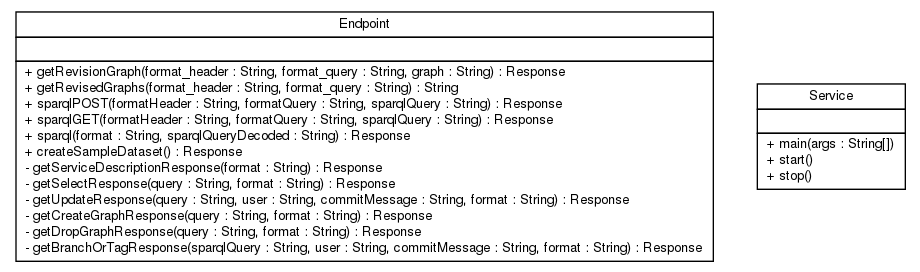 Endpoint
+ getRevisionGraph(format_header : String, format_query : String, graph : String) : Response
+ getRevisedGraphs(format_header : String, format_query : String) : String
+ sparqlPOST(formatHeader : String, formatQuery : String, sparqlQuery : String) : Response
+ sparqlGET(formatHeader : String, formatQuery : String, sparqlQuery : String) : Response
+ sparql(format : String, sparqlQueryDecoded : String) : Response
+ createSampleDataset() : Response
- getServiceDescriptionResponse(format : String) : Response
- getSelectResponse(query : String, format : String) : Response
- getUpdateResponse(query : String, user : String, commitMessage : String, format : String) : Response
- getCreateGraphResponse(query : String, format : String) : Response
- getDropGraphResponse(query : String, format : String) : Response
- getBranchOrTagResponse(sparqlQuery : String, user : String, commitMessage : String, format : String) : Response
Service
+ main(args : String[])
+ start()
+ stop()